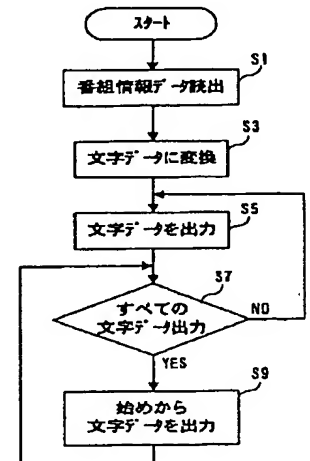 スタート
S1
番組情報データ読出
S3
文字データに変換
S5
文字データを出力
S7
すべての
文字データ出力
NO
YES
S9
始めから
文字データを出力